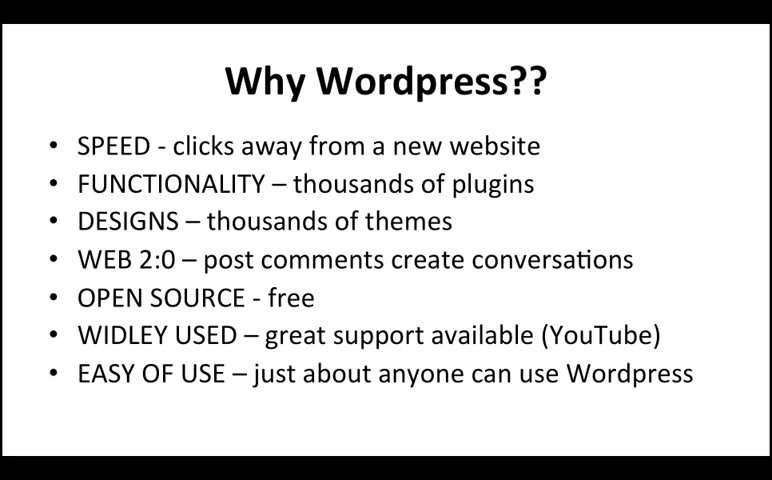 Why Wordpress??
• SPEED - clicks away from a new website
• FUNCTIONALITY – thousands of plugins
• DESIGNS – thousands of themes
• WEB 2:0 – post comments create conversations
• OPEN SOURCE - free
• WIDLEY USED – great support available (YouTube)
• EASY OF USE – just about anyone can use Wordpress